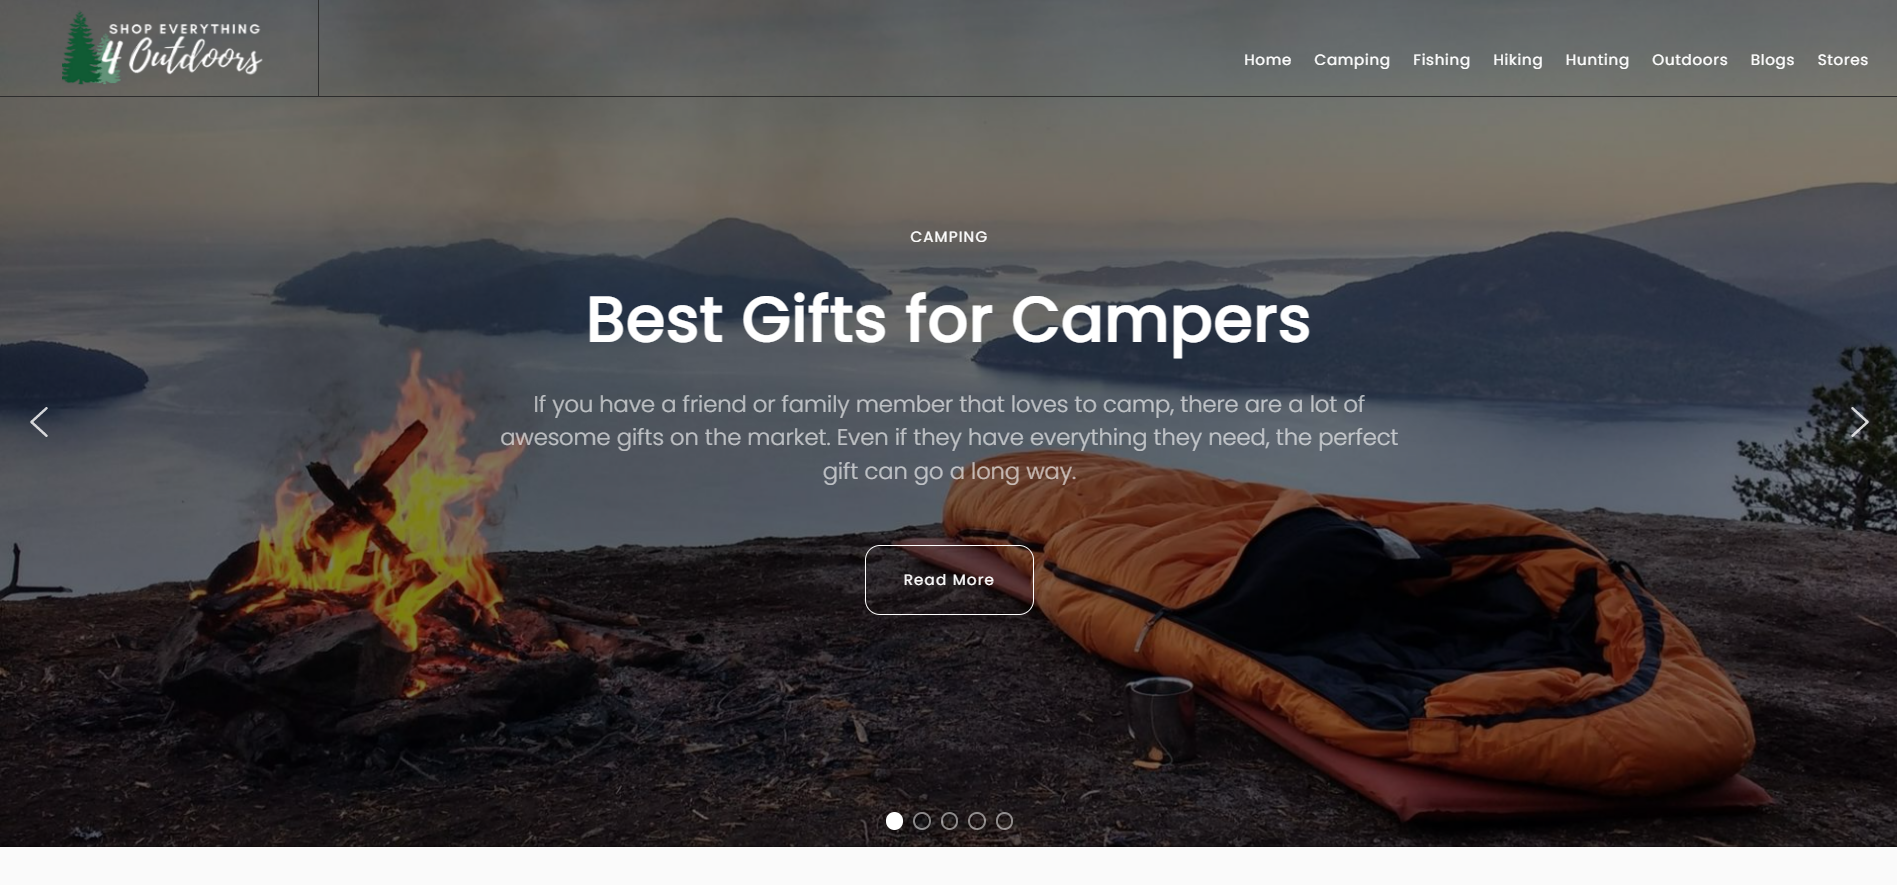 SHOP EVERYTHING
4 Outdoors
Home Camping Fishing Hiking Hunting Outdoors Blogs Stores
CAMPING
Best Gifts for Campers
If you have a friend or family member that loves to camp, there are a lot of
awesome gifts on the market. Even if they have everything they need, the perfect
gift can go a long way.
Read More